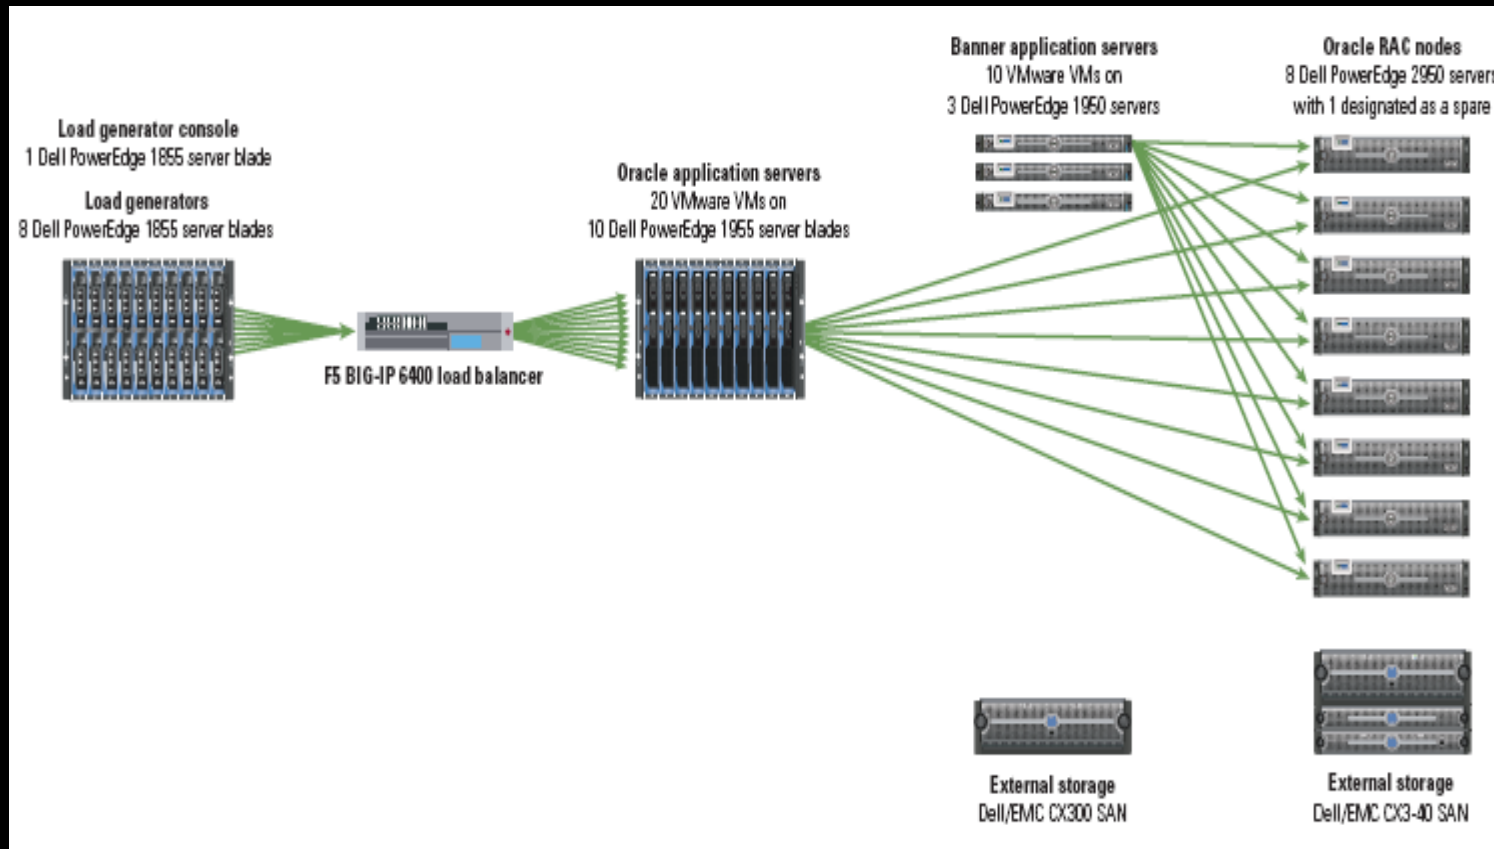 Load generator console
1 Dell PowerEdge 1855 server blade
Load generators
8 Dell PowerEdge 1855 server blades
F5 BIG-IP 6400 load balancer
Oracle application servers
20 VMware VMs on
10 Dell PowerEdge 1955 server blades
Banner application servers
10 VMware VMs on
3 Dell PowerEdge 1950 servers
Oracle RAC nodes
8 Dell PowerEdge 2950 servers
with 1 designated as a spare
External storage
Dell/EMC CX300 SAN
External storage
Dell/EMC CX3-40 SAN